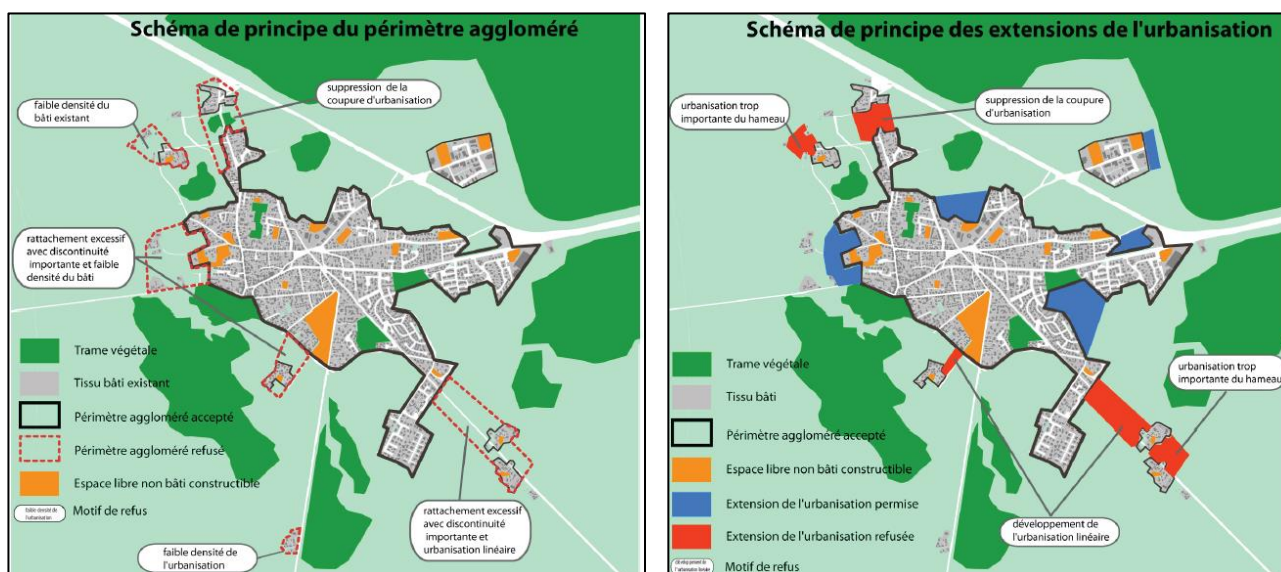 Schéma de principe du périmètre aggloméré
faible densité du
bâti existant
suppression de la
coupure d'urbanisation
rattachement excessif
avec discontinuité
importante et faible
densité du bâti
Trame végétale
Tissu bâti existant
Périmètre aggloméré accepté
Périmètre aggloméré refusé
Espace libre non bâti constructible
faible densité de
l'urbanisation
Motif de refus
faible densité de
l'urbanisation
rattachement excessif
avec discontinuité
importante et
urbanisation linéaire
Schéma de principe des extensions de l'urbanisation
urbanisation trop
importante du hameau
suppression de la coupure
d'urbanisation
Trame végétale
Tissu bâti
Périmètre aggloméré accepté
Espace libre non bâti constructible
Extension de l'urbanisation permise
Extension de l'urbanisation refusée
Motif de refus
urbanisation trop
importante du hameau
développement de
l'urbanisation linéaire